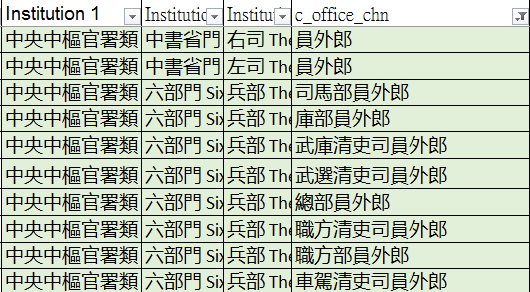 Institution 1 Institutio Institu c_office_chn
中央中樞官署類 中書省門 右司 The 員外郎
中央中樞官署類 中書省門 左司 The 員外郎
中央中樞官署類 六部門 Six 兵部 The 司馬部員外郎
中央中樞官署類 六部門 Six 兵部 The 庫部員外郎
中央中樞官署類 六部門 Six 兵部 The 武庫清吏司員外郎
中央中樞官署類 六部門 Six 兵部 The 武選清吏司員外郎
中央中樞官署類 六部門 Six 兵部 The 總部員外郎
中央中樞官署類 六部門 Six 兵部 The 職方清吏司員外郎
中央中樞官署類 六部門 Six 兵部 The 職方部員外郎
中央中樞官署類 六部門 Six 兵部 The 車駕清吏司員外郎